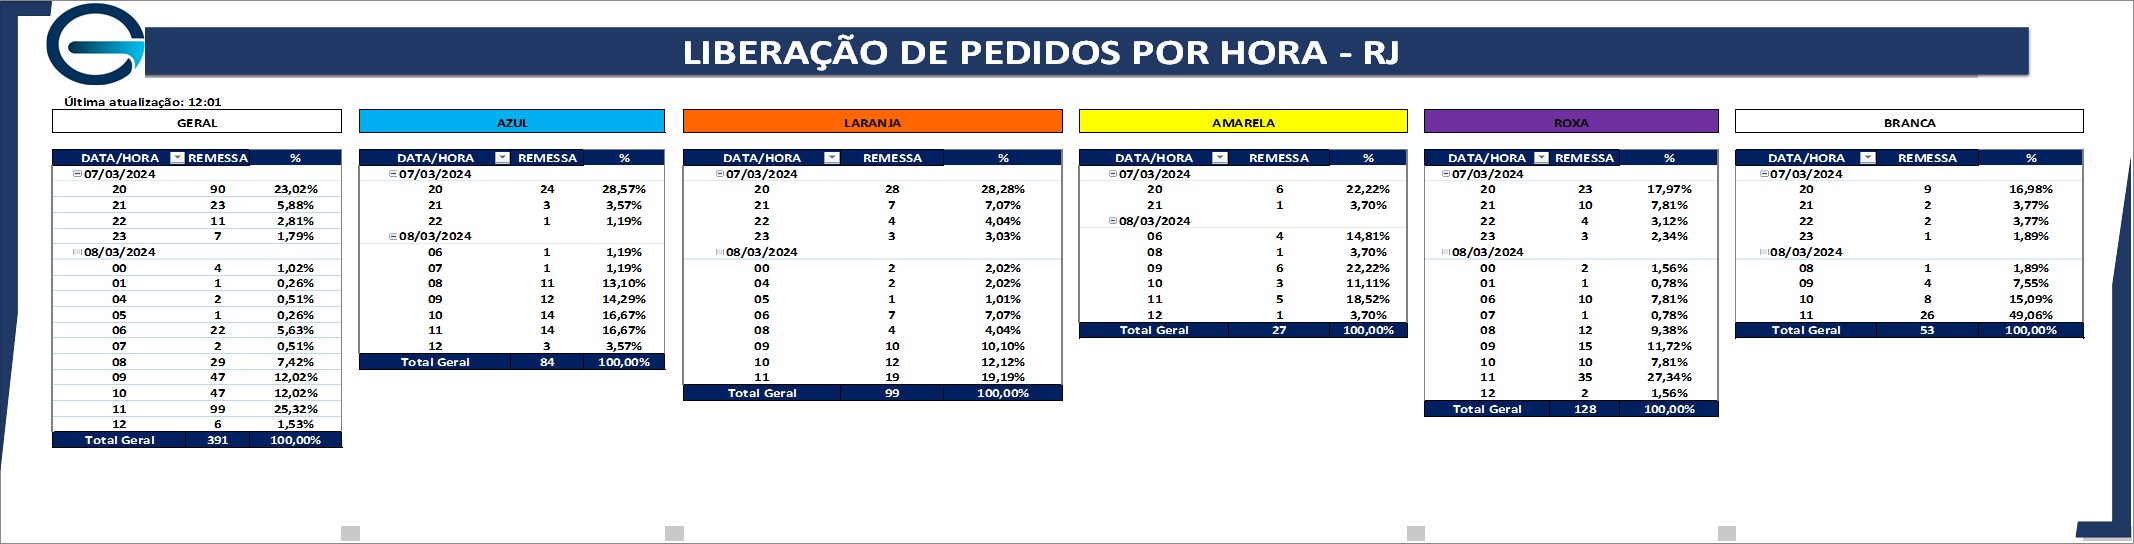 LIBERAÇÃO DE PEDIDOS POR HORA - RJ
Última atualização: 12:01
GERAL
DATA/HORA REMESSA %
07/03/2024
20 90 23,02%
21 23 5,88%
22 11 2,81%
23 7 1,79%
08/03/2024
00 4 1,02%
01 1 0,26%
04 2 0,51%
05 1 0,26%
06 22 5,63%
07 2 0,51%
08 29 7,42%
09 47 12,02%
10 47 12,02%
11 99 25,32%
12 6 1,53%
Total Geral 391 100,00%
AZUL
DATA/HORA REMESSA %
07/03/2024
20 24 28,57%
21 3 3,57%
22 1 1,19%
08/03/2024
06 1 1,19%
07 1 1,19%
08 11 13,10%
09 12 14,29%
10 14 16,67%
11 14 16,67%
12 3 3,57%
Total Geral 84 100,00%
LARANJA
DATA/HORA REMESSA %
07/03/2024
20 28 28,28%
21 7 7,07%
22 4 4,04%
23 3 3,03%
08/03/2024
00 2 2,02%
04 2 2,02%
05 1 1,01%
06 7 7,07%
08 4 4,04%
09 10 10,10%
10 12 12,12%
11 19 19,19%
Total Geral 99 100,00%
AMARELA
DATA/HORA REMESSA %
07/03/2024
20 6 22,22%
21 1 3,70%
08/03/2024
06 4 14,81%
08 1 3,70%
09 6 22,22%
10 3 11,11%
11 5 18,52%
12 1 3,70%
Total Geral 27 100,00%
ROXA
DATA/HORA REMESSA %
07/03/2024
20 23 17,97%
21 10 7,81%
22 4 3,12%
23 3 2,34%
08/03/2024
00 2 1,56%
01 1 0,78%
06 10 7,81%
07 1 0,78%
08 12 9,38%
09 15 11,72%
10 10 7,81%
11 35 27,34%
12 2 1,56%
Total Geral 128 100,00%
BRANCA
DATA/HORA REMESSA %
07/03/2024
20 9 16,98%
21 2 3,77%
22 2 3,77%
23 1 1,89%
08/03/2024
08 1 1,89%
09 4 7,55%
10 8 15,09%
11 26 49,06%
Total Geral 53 100,00%